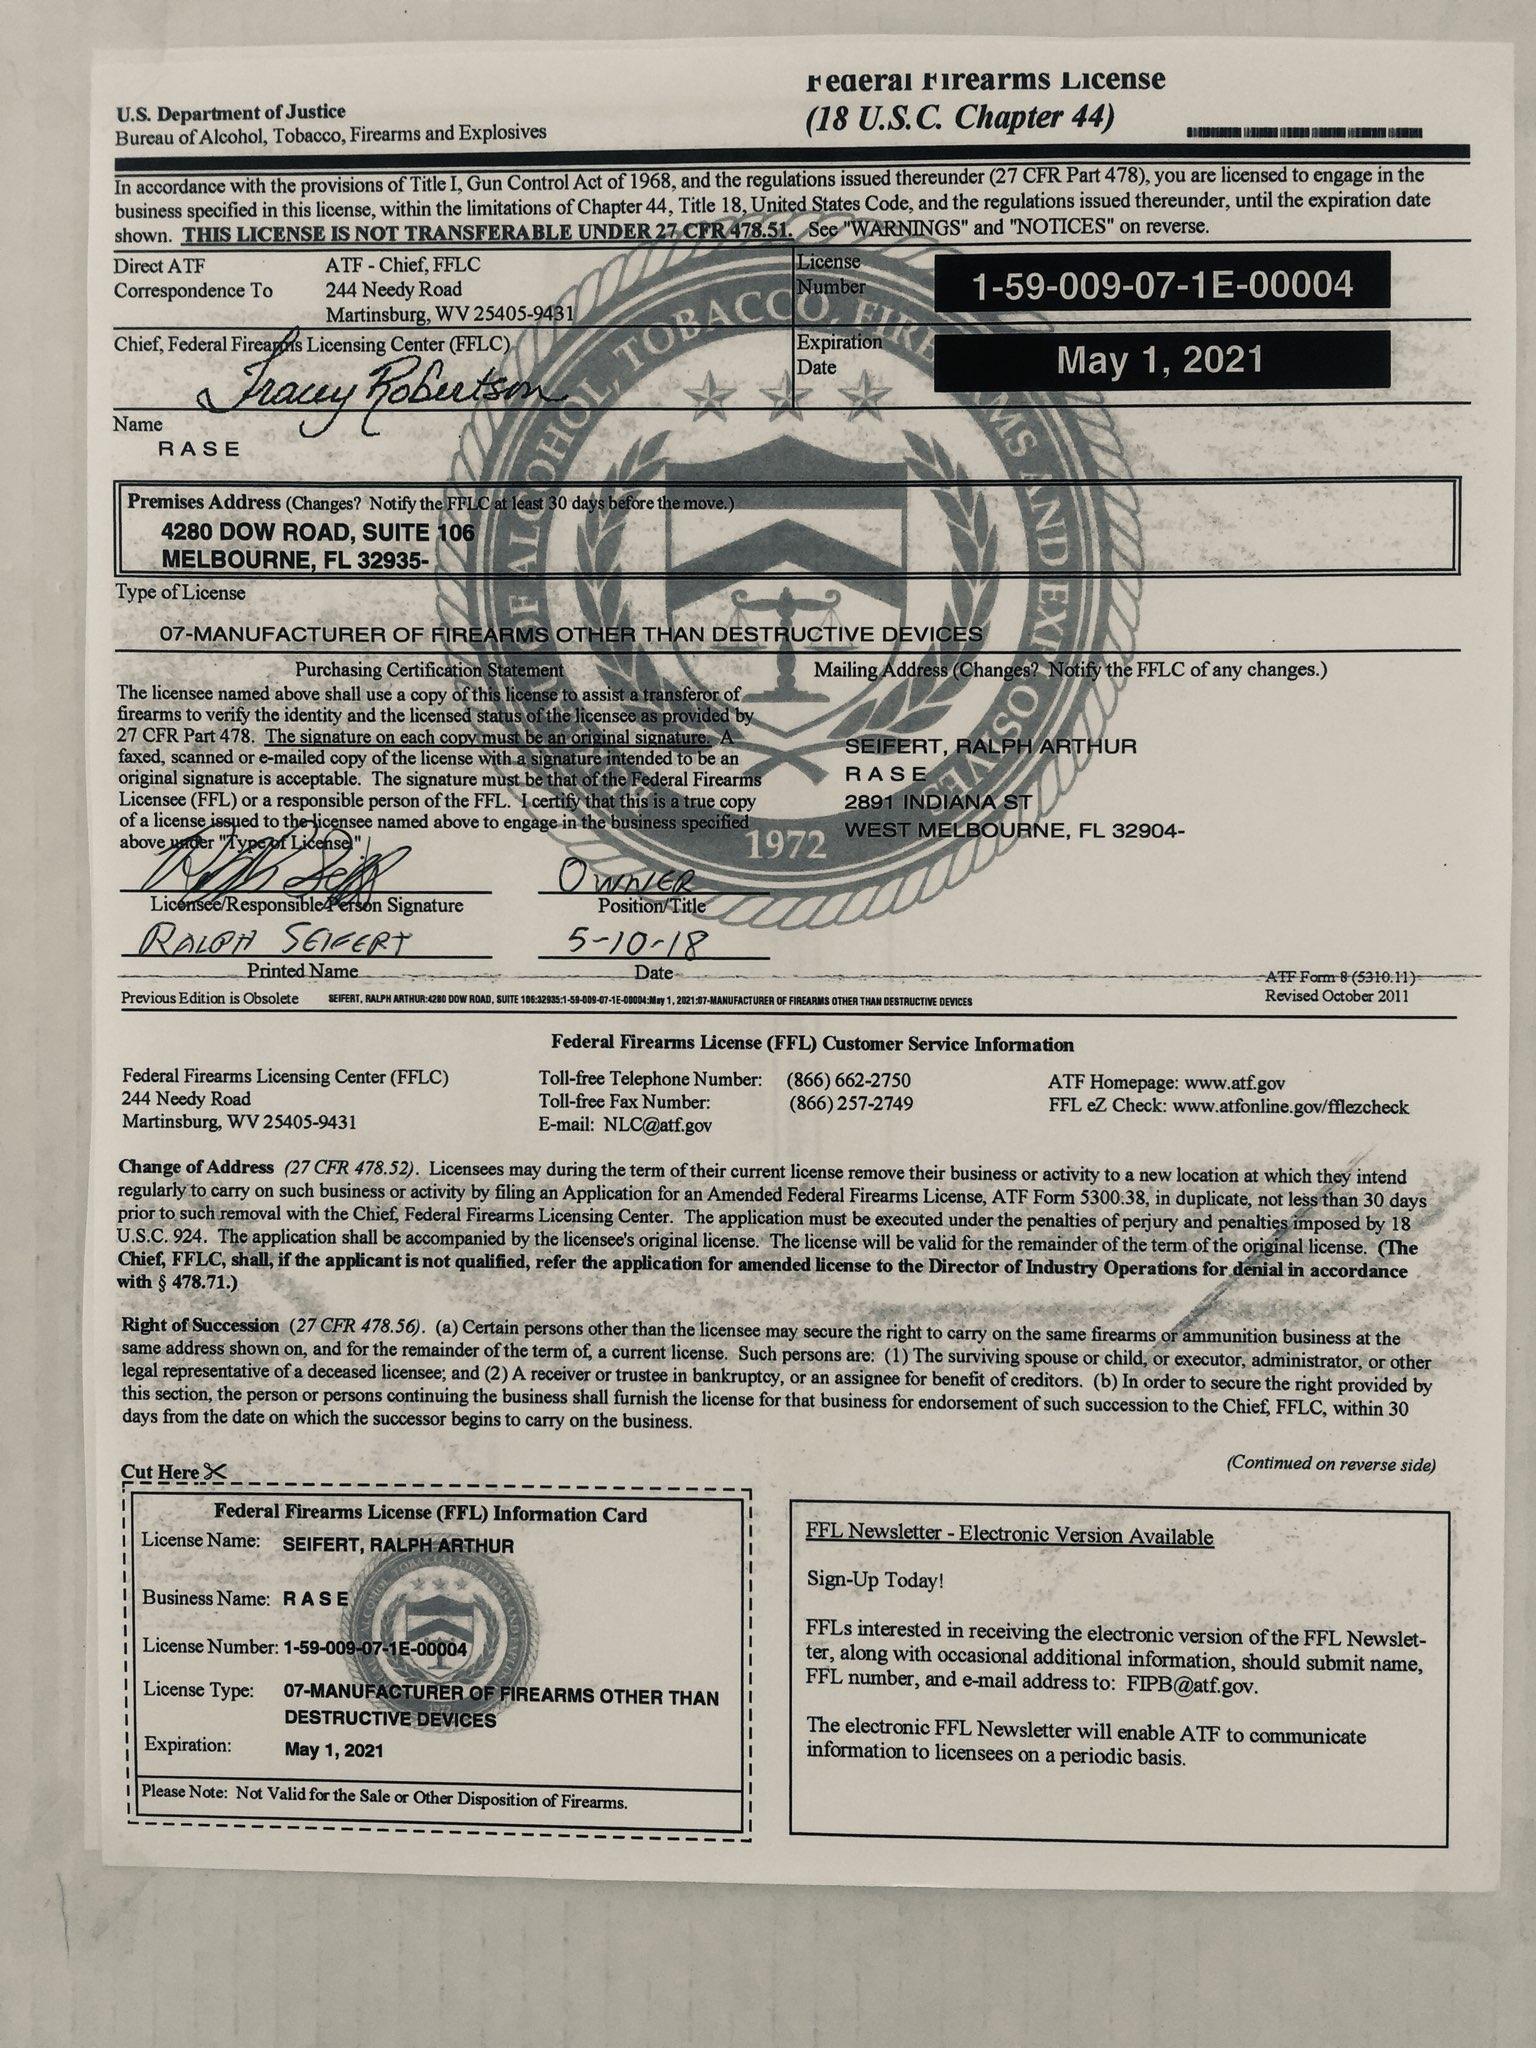 Federal Firearms License
(18 U.S.C. Chapter 44)
U.S. Department of Justice
Bureau of Alcohol, Tobacco, Firearms and Explosives
In accordance with the provisions of Title I, Gun Control Act of 1968, and the regulations issued thereunder (27 CFR Part 478), you are licensed to engage in the
business specified in this license, within the limitations of Chapter 44, Title 18, United States Code, and the regulations issued thereunder, until the expiration date
shown. THIS LICENSE IS NOT TRANSFERABLE UNDER 27 CFR 478.51. See "WARNINGS" and "NOTICES" on reverse.
Direct ATF
Correspondence To
ATF - Chief, FFLC
244 Needy Road
Martinsburg, WV 25405-9431
License
Number
1-59-009-07-1E-00004
Chief, Federal Firearms Licensing Center (FFLC)
Tracey Robertson
Expiration
Date
May 1, 2021
Name
R A S E
Premises Address (Changes? Notify the FFLC at least 30 days before the move.)
4280 DOW ROAD, SUITE 106
MELBOURNE, FL 32935-
Type of License
07-MANUFACTURER OF FIREARMS OTHER THAN DESTRUCTIVE DEVICES
Purchasing Certification Statement
The licensee named above shall use a copy of this license to assist a transferor of
firearms to verify the identity and the licensed status of the licensee as provided by
27 CFR Part 478. The signature on each copy must be an original signature. A
faxed, scanned or e-mailed copy of the license with a signature intended to be an
original signature is acceptable. The signature must be that of the Federal Firearms
Licensee (FFL) or a responsible person of the FFL. I certify that this is a true copy
of a license issued to the licensee named above to engage in the business specified
above under "Type of License"
Mailing Address (Changes? Notify the FFLC of any changes.)
SEIFERT, RALPH ARTHUR
R A S E
2891 INDIANA ST
WEST MELBOURNE, FL 32904-
1972
OWNER
Licensee/Responsible Person Signature
Position/Title
RALPH SEIFERT
5-10-18
Printed Name
Date
ATF Form 8 (5310.11)
Revised October 2011
Previous Edition is Obsolete
SEIFERT, RALPH ARTHUR:4280 DOW ROAD, SUITE 106:32935:1-59-009-07-1E-00004:May 1, 2021:07-MANUFACTURER OF FIREARMS OTHER THAN DESTRUCTIVE DEVICES
Federal Firearms License (FFL) Customer Service Information
Federal Firearms Licensing Center (FFLC)
244 Needy Road
Martinsburg, WV 25405-9431
Toll-free Telephone Number: (866) 662-2750
Toll-free Fax Number: (866) 257-2749
E-mail: NLC@atf.gov
ATF Homepage: www.atf.gov
FFL eZ Check: www.atfonline.gov/fflezcheck
Change of Address (27 CFR 478.52). Licensees may during the term of their current license remove their business or activity to a new location at which they intend
regularly to carry on such business or activity by filing an Application for an Amended Federal Firearms License, ATF Form 5300.38, in duplicate, not less than 30 days
prior to such removal with the Chief, Federal Firearms Licensing Center. The application must be executed under the penalties of perjury and penalties imposed by 18
U.S.C. 924. The application shall be accompanied by the licensee's original license. The license will be valid for the remainder of the term of the original license. (The
Chief, FFLC, shall, if the applicant is not qualified, refer the application for amended license to the Director of Industry Operations for denial in accordance
with § 478.71.)
Right of Succession (27 CFR 478.56). (a) Certain persons other than the licensee may secure the right to carry on the same firearms or ammunition business at the
same address shown on, and for the remainder of the term of, a current license. Such persons are: (1) The surviving spouse or child, or executor, administrator, or other
legal representative of a deceased licensee; and (2) A receiver or trustee in bankruptcy, or an assignee for benefit of creditors. (b) In order to secure the right provided by
this section, the person or persons continuing the business shall furnish the license for that business for endorsement of such succession to the Chief, FFLC, within 30
days from the date on which the successor begins to carry on the business.
(Continued on reverse side)
Cut Here
Federal Firearms License (FFL) Information Card
License Name: SEIFERT, RALPH ARTHUR
Business Name: R A S E
License Number: 1-59-009-07-1E-00004
License Type: 07-MANUFACTURER OF FIREARMS OTHER THAN
DESTRUCTIVE DEVICES
Expiration: May 1, 2021
Please Note: Not Valid for the Sale or Other Disposition of Firearms.
FFL Newsletter - Electronic Version Available
Sign-Up Today!
FFLs interested in receiving the electronic version of the FFL Newslet-
ter, along with occasional additional information, should submit name,
FFL number, and e-mail address to: FIPB@atf.gov.
The electronic FFL Newsletter will enable ATF to communicate
information to licensees on a periodic basis.